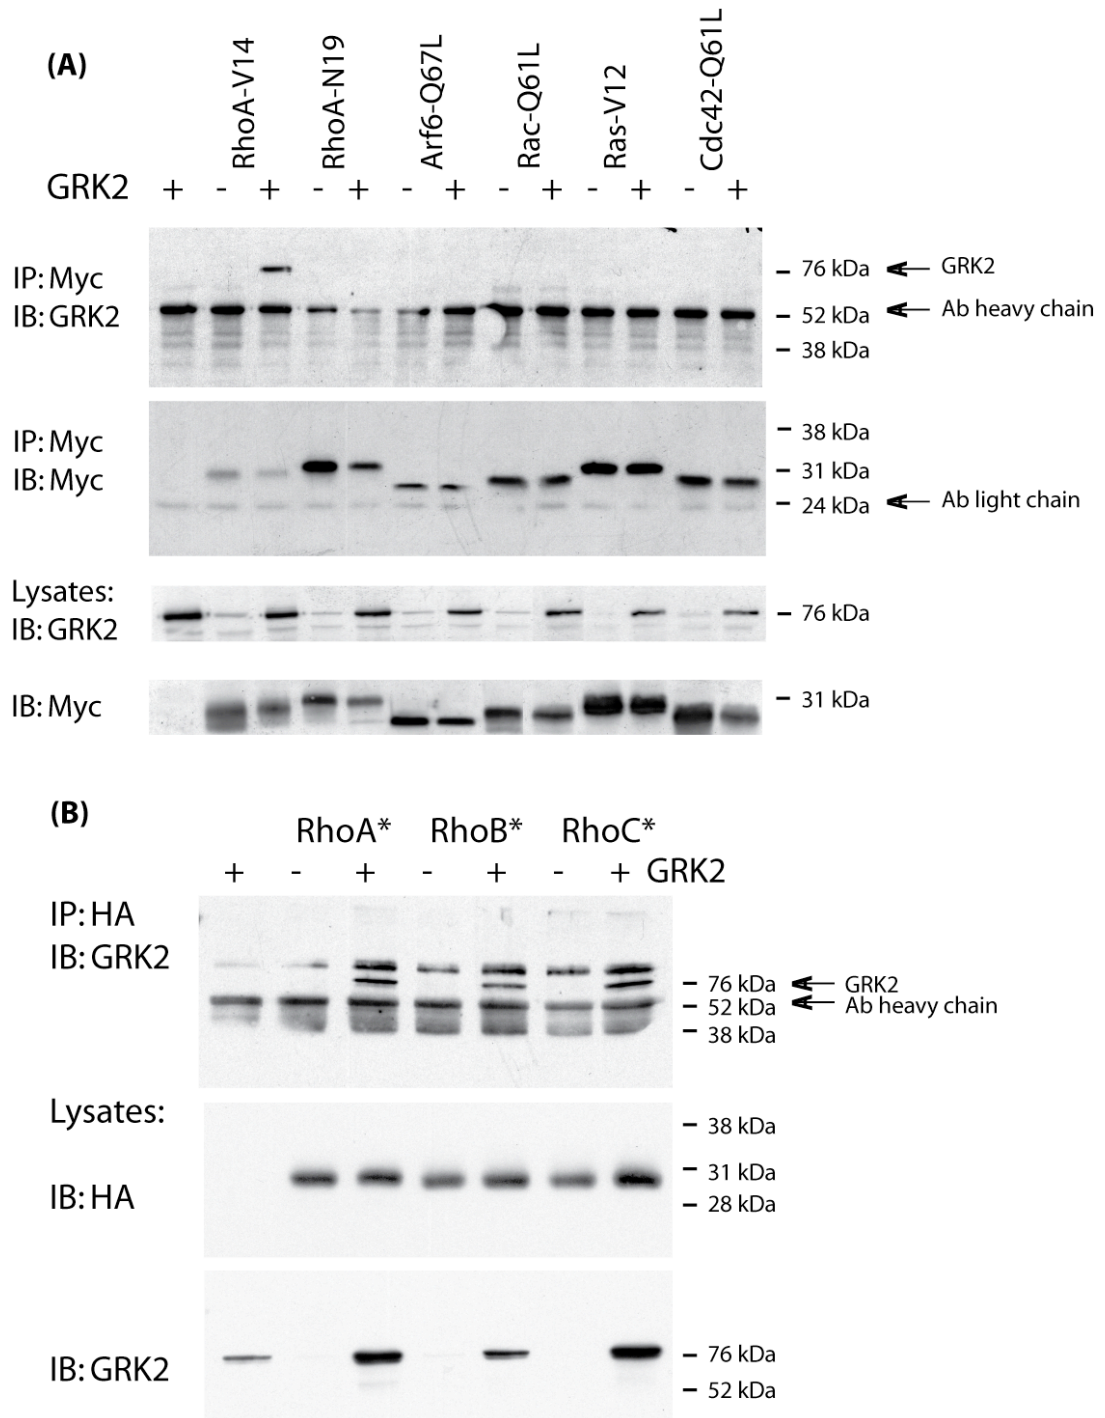 (A)
RhoA-V14
RhoA-N19
Arf6-Q67L
Rac-Q61L
Ras-V12
Cdc42-Q61L
GRK2 + - + - + - + - + - + - +
IP: Myc
IB: GRK2
76 kDa
GRK2
52 kDa
Ab heavy chain
38 kDa
IP: Myc
IB: Myc
38 kDa
31 kDa
24 kDa
Ab light chain
Lysates:
IB: GRK2
76 kDa
IB: Myc
31 kDa
(B)
RhoA* RhoB* RhoC*
+ - + - + - + GRK2
IP: HA
IB: GRK2
76 kDa
GRK2
52 kDa
Ab heavy chain
38 kDa
Lysates:
IB: HA
38 kDa
31 kDa
28 kDa
IB: GRK2
76 kDa
52 kDa